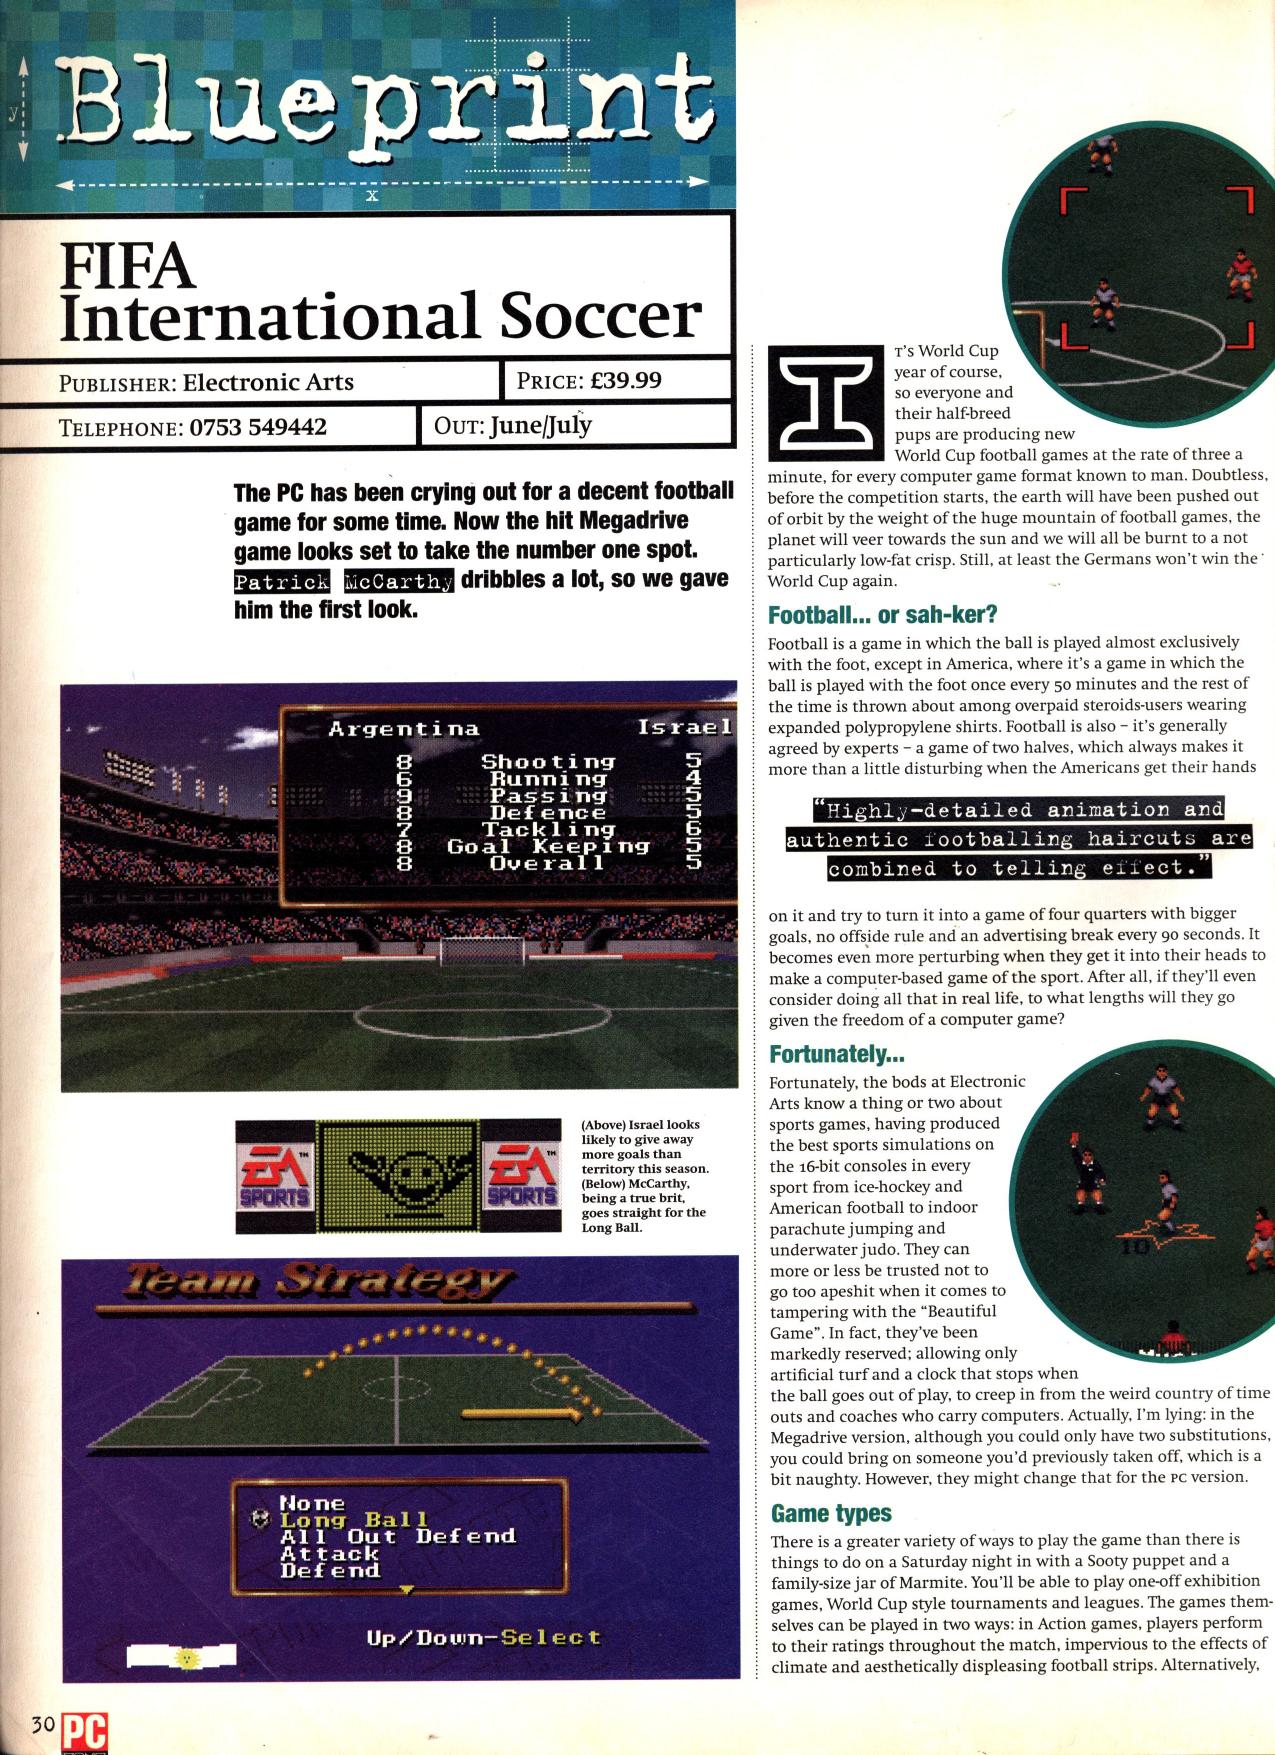 Blueprint
y
x
FIFA
International Soccer
Publisher: Electronic Arts
Price: £39.99
Telephone: 0753 549442
Out: June/July
The PC has been crying out for a decent football
game for some time. Now the hit Megadrive
game looks set to take the number one spot.
Patrick McCarthy dribbles a lot, so we gave
him the first look.
Argentina Israel
8 Shooting 5
6 Running 4
9 Passing 5
8 Defence 5
7 Tackling 6
8 Goal Keeping 5
8 Overall 5
EA SPORTS™
EA SPORTS™
(Above) Israel looks
likely to give away
more goals than
territory this season.
(Below) McCarthy,
being a true brit,
goes straight for the
Long Ball.
Team Strategy
None
Long Ball
All Out Defend
Attack
Defend
Up/Down-Select
30 PC
It's World Cup
year of course,
so everyone and
their half-breed
pups are producing new
World Cup football games at the rate of three a
minute, for every computer game format known to man. Doubtless,
before the competition starts, the earth will have been pushed out
of orbit by the weight of the huge mountain of football games, the
planet will veer towards the sun and we will all be burnt to a not
particularly low-fat crisp. Still, at least the Germans won't win the
World Cup again.
Football... or sah-ker?
Football is a game in which the ball is played almost exclusively
with the foot, except in America, where it's a game in which the
ball is played with the foot once every 50 minutes and the rest of
the time is thrown about among overpaid steroids-users wearing
expanded polypropylene shirts. Football is also – it's generally
agreed by experts – a game of two halves, which always makes it
more than a little disturbing when the Americans get their hands
"Highly-detailed animation and
authentic footballing haircuts are
combined to telling effect."
on it and try to turn it into a game of four quarters with bigger
goals, no offside rule and an advertising break every 90 seconds. It
becomes even more perturbing when they get it into their heads to
make a computer-based game of the sport. After all, if they'll even
consider doing all that in real life, to what lengths will they go
given the freedom of a computer game?
Fortunately...
Fortunately, the bods at Electronic
Arts know a thing or two about
sports games, having produced
the best sports simulations on
the 16-bit consoles in every
sport from ice-hockey and
American football to indoor
parachute jumping and
underwater judo. They can
more or less be trusted not to
go too apeshit when it comes to
tampering with the "Beautiful
Game". In fact, they've been
markedly reserved; allowing only
artificial turf and a clock that stops when
the ball goes out of play, to creep in from the weird country of time
outs and coaches who carry computers. Actually, I'm lying: in the
Megadrive version, although you could only have two substitutions,
you could bring on someone you'd previously taken off, which is a
bit naughty. However, they might change that for the PC version.
10
Game types
There is a greater variety of ways to play the game than there is
things to do on a Saturday night in with a Sooty puppet and a
family-size jar of Marmite. You'll be able to play one-off exhibition
games, World Cup style tournaments and leagues. The games them-
selves can be played in two ways: in Action games, players perform
to their ratings throughout the match, impervious to the effects of
climate and aesthetically displeasing football strips. Alternatively,